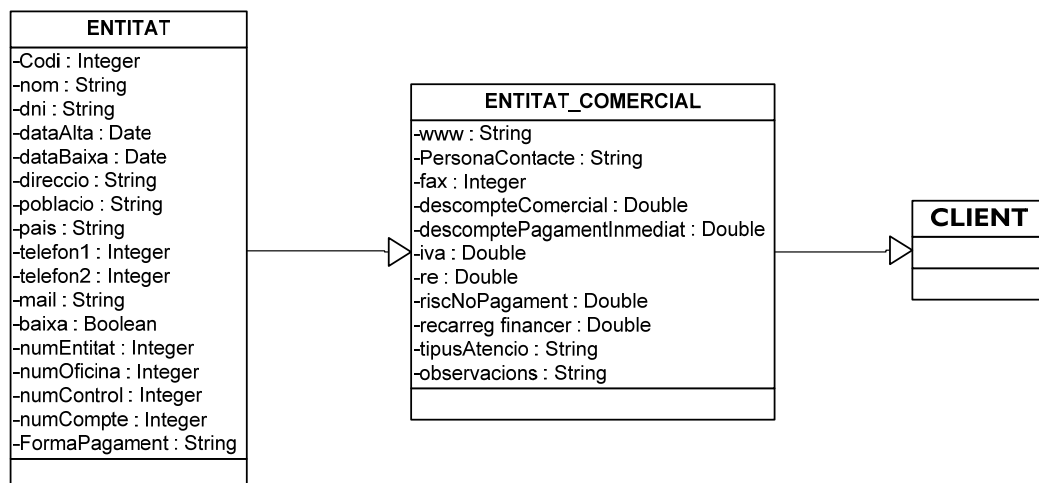 ENTITAT
-Codi : Integer
-nom : String
-dni : String
-dataAlta : Date
-dataBaixa : Date
-direccio : String
-poblacio : String
-pais : String
-telefon1 : Integer
-telefon2 : Integer
-mail : String
-baixa : Boolean
-numEntitat : Integer
-numOficina : Integer
-numControl : Integer
-numCompte : Integer
-FormaPagament : String
ENTITAT_COMERCIAL
-www : String
-PersonaContacte : String
-fax : Integer
-descompteComercial : Double
-descomptePagamentInmediat : Double
-iva : Double
-re : Double
-riscNoPagament : Double
-recarreg financer : Double
-tipusAtencio : String
-observacions : String
CLIENT